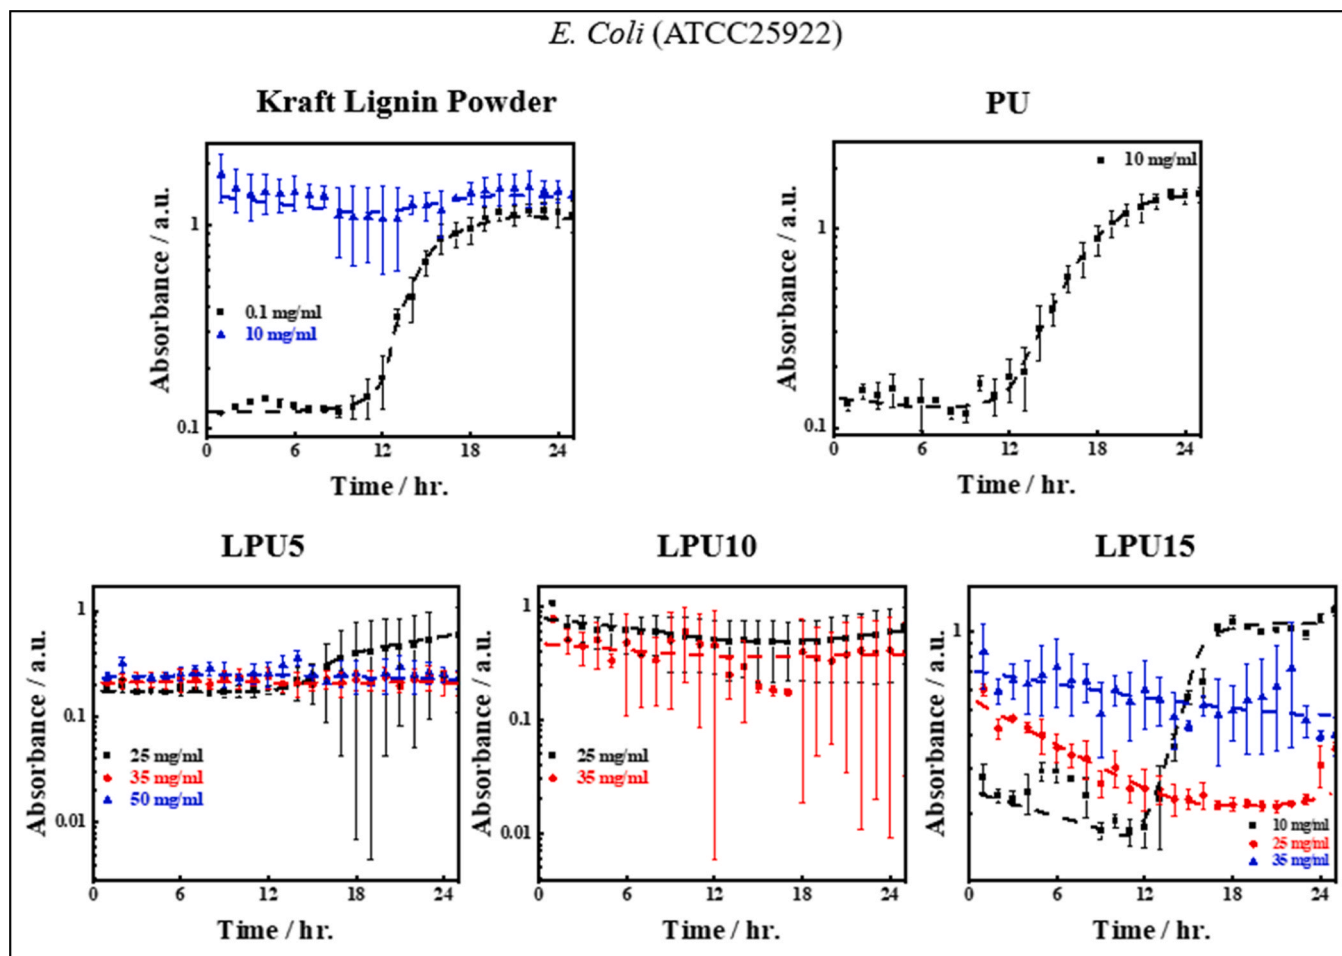 E. Coli (ATCC25922)
Kraft Lignin Powder
PU
Absorbance / a.u.
1
0.1
0.1 mg/ml
10 mg/ml
0 6 12 18 24
Time / hr.
Absorbance / a.u.
1
0.1
10 mg/ml
0 6 12 18 24
Time / hr.
LPU5
LPU10
LPU15
Absorbance / a.u.
1
0.1
0.01
25 mg/ml
35 mg/ml
50 mg/ml
0 6 12 18 24
Time / hr.
Absorbance / a.u.
1
0.1
0.01
25 mg/ml
35 mg/ml
0 6 12 18 24
Time / hr.
Absorbance / a.u.
1
10 mg/ml
25 mg/ml
35 mg/ml
0 6 12 18 24
Time / hr.